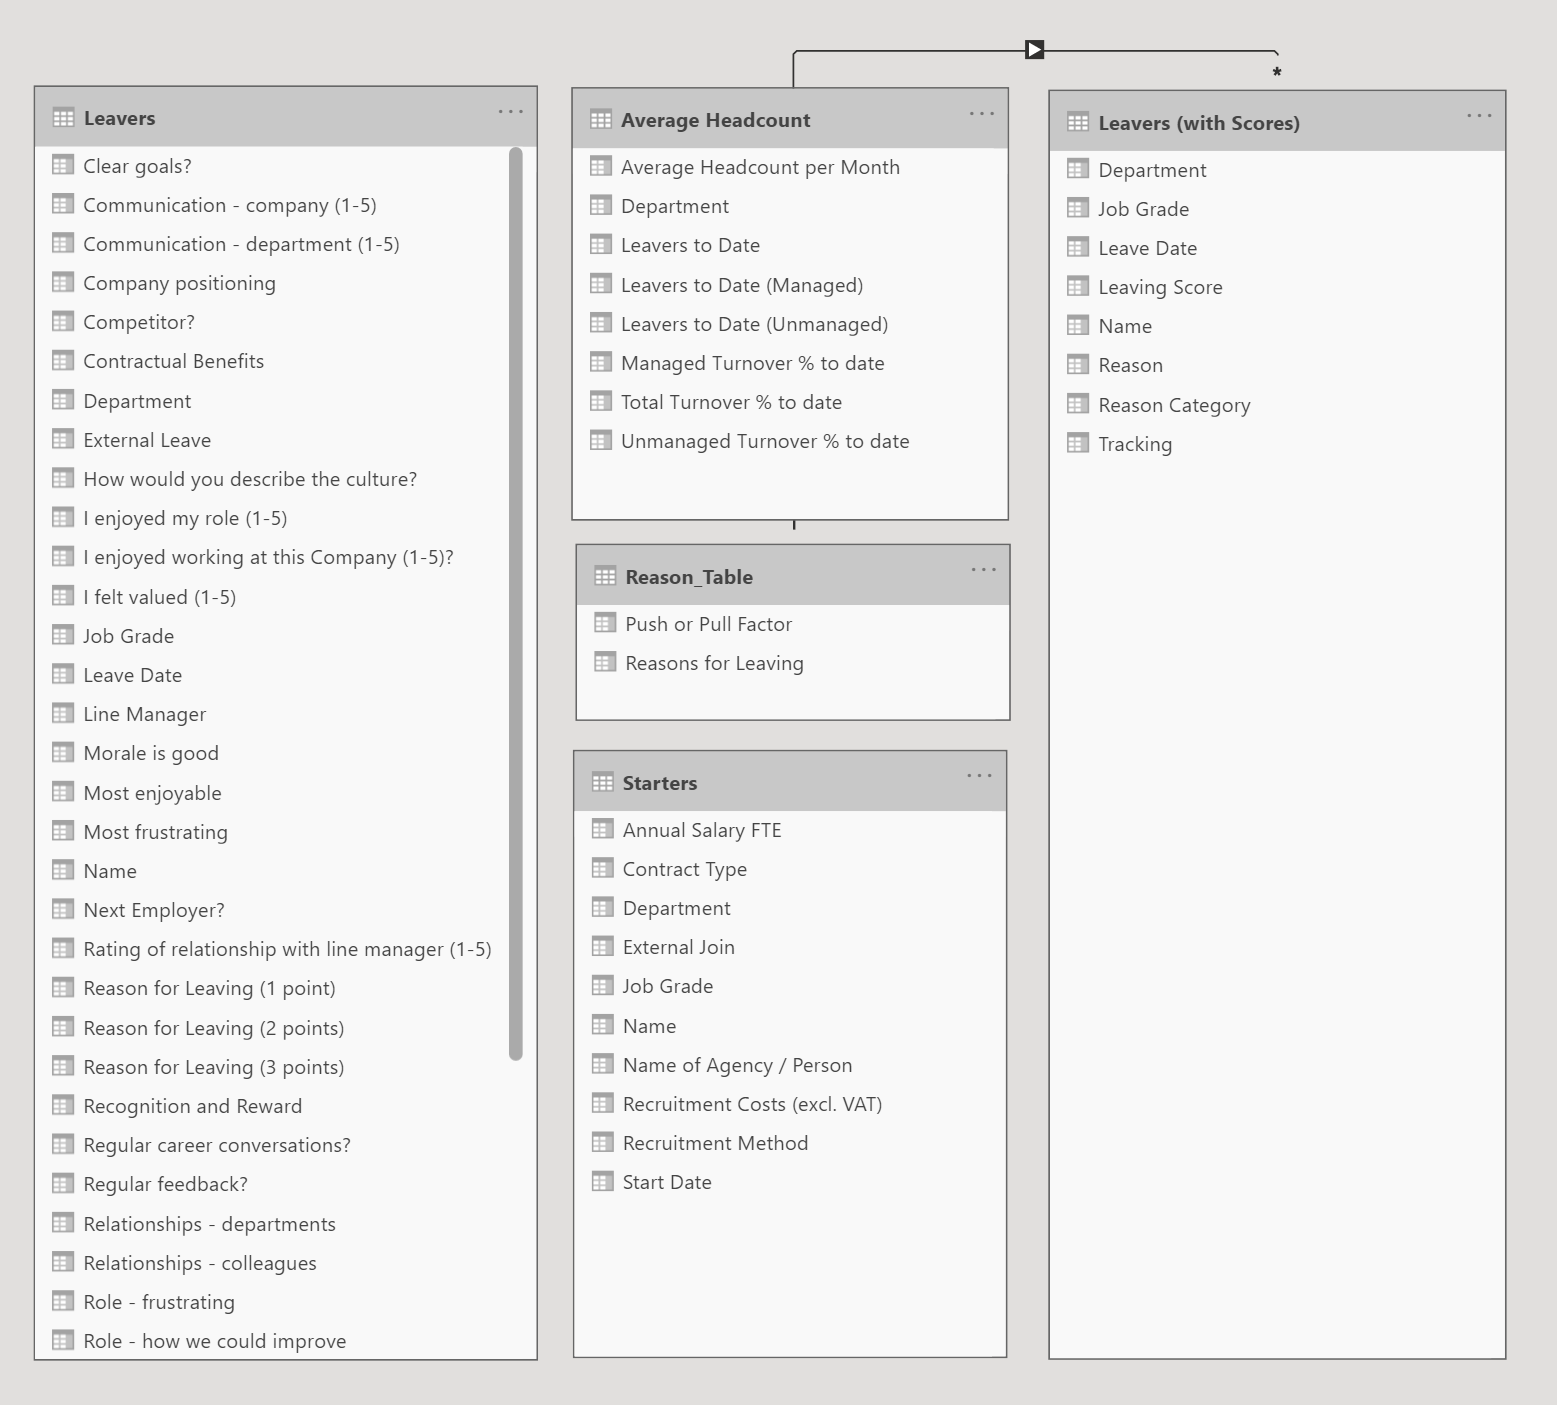 *
Leavers
...
Clear goals?
Communication - company (1-5)
Communication - department (1-5)
Company positioning
Competitor?
Contractual Benefits
Department
External Leave
How would you describe the culture?
I enjoyed my role (1-5)
I enjoyed working at this Company (1-5)?
I felt valued (1-5)
Job Grade
Leave Date
Line Manager
Morale is good
Most enjoyable
Most frustrating
Name
Next Employer?
Rating of relationship with line manager (1-5)
Reason for Leaving (1 point)
Reason for Leaving (2 points)
Reason for Leaving (3 points)
Recognition and Reward
Regular career conversations?
Regular feedback?
Relationships - departments
Relationships - colleagues
Role - frustrating
Role - how we could improve
Average Headcount
...
Average Headcount per Month
Department
Leavers to Date
Leavers to Date (Managed)
Leavers to Date (Unmanaged)
Managed Turnover % to date
Total Turnover % to date
Unmanaged Turnover % to date
Reason_Table
...
Push or Pull Factor
Reasons for Leaving
Starters
...
Annual Salary FTE
Contract Type
Department
External Join
Job Grade
Name
Name of Agency / Person
Recruitment Costs (excl. VAT)
Recruitment Method
Start Date
Leavers (with Scores)
...
Department
Job Grade
Leave Date
Leaving Score
Name
Reason
Reason Category
Tracking